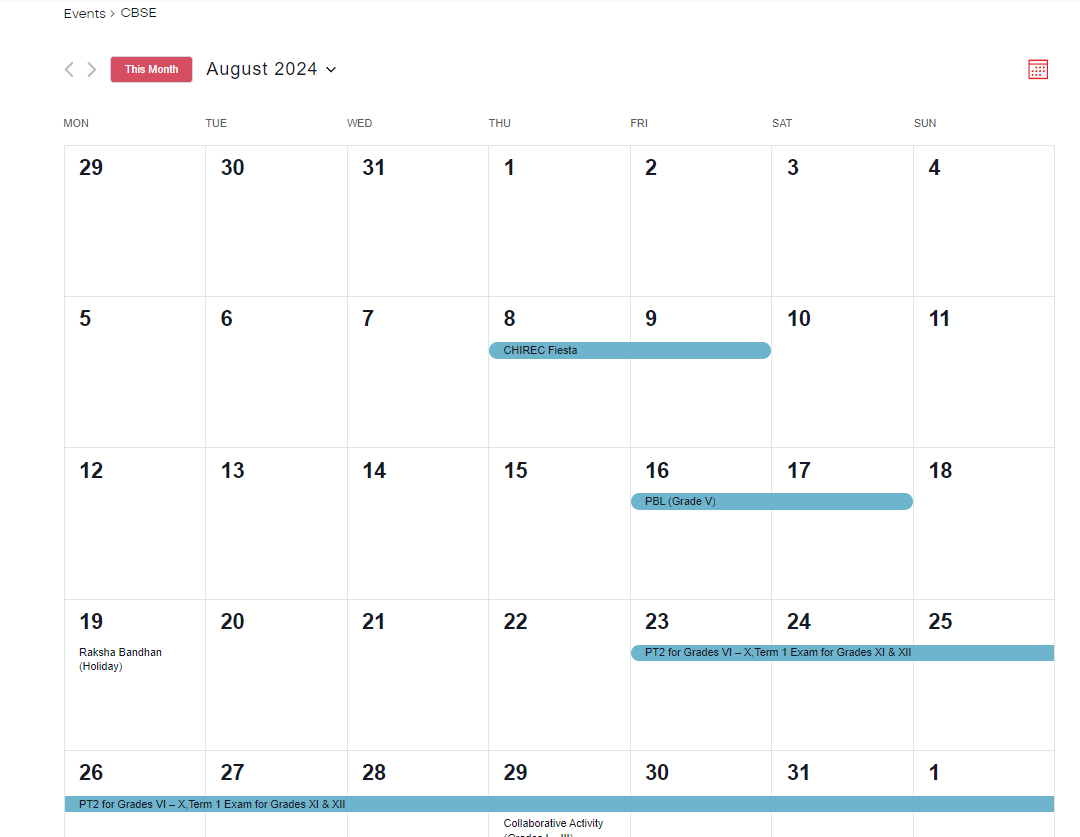 Events > CBSE
This Month August 2024
MON TUE WED THU FRI SAT SUN
29 30 31 1 2 3 4
5 6 7 8 9 10 11
CHIREC Fiesta
12 13 14 15 16 17 18
PBL (Grade V)
19 20 21 22 23 24 25
Raksha Bandhan
(Holiday)
PT2 for Grades VI – X,Term 1 Exam for Grades XI & XII
26 27 28 29 30 31 1
PT2 for Grades VI – X,Term 1 Exam for Grades XI & XII
Collaborative Activity
(Grades I – III)